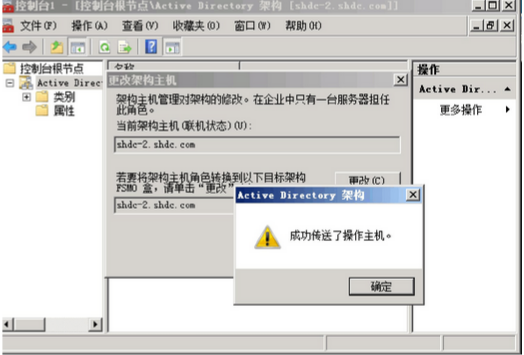 控制台1 - [控制台根节点\Active Directory 架构 [shdc-2.shdc.com]]
文件(F) 操作(A) 查看(V) 收藏夹(O) 窗口(W) 帮助(H)
控制台根节点
Active Direc
类别
属性
名称
更改架构主机
架构主机管理对架构的修改。在企业中只有一台服务器担任
此角色。
当前架构主机(联机状态)(U):
shdc-2.shdc.com
若要将架构主机角色转换到以下目标架构
FSMO 盒,请单击“更改”
更改(C)
shdc-2.shdc.com
Active Directory 架构
成功传送了操作主机。
确定
操作
Active Dir...
更多操作